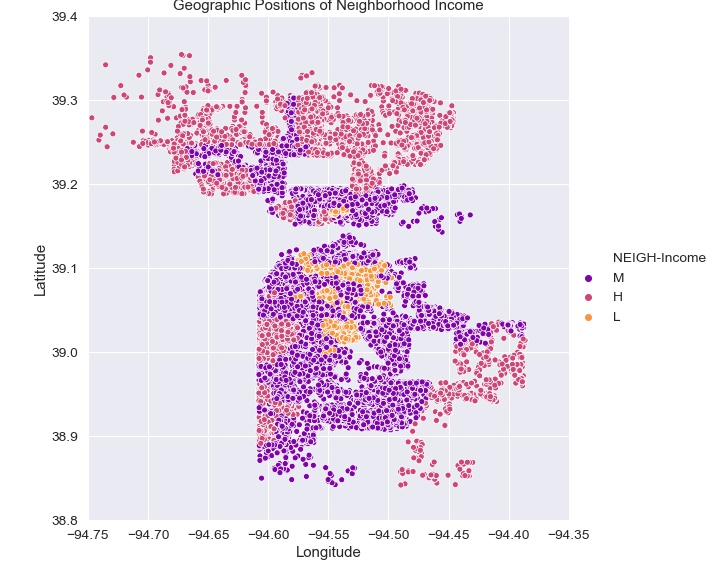 Geographic Positions of Neighborhood Income
39.4
39.3
39.2
39.1
39.0
38.9
38.8
Latitude
−94.75 −94.70 −94.65 −94.60 −94.55 −94.50 −94.45 −94.40 −94.35
Longitude
NEIGH-Income
M
H
L